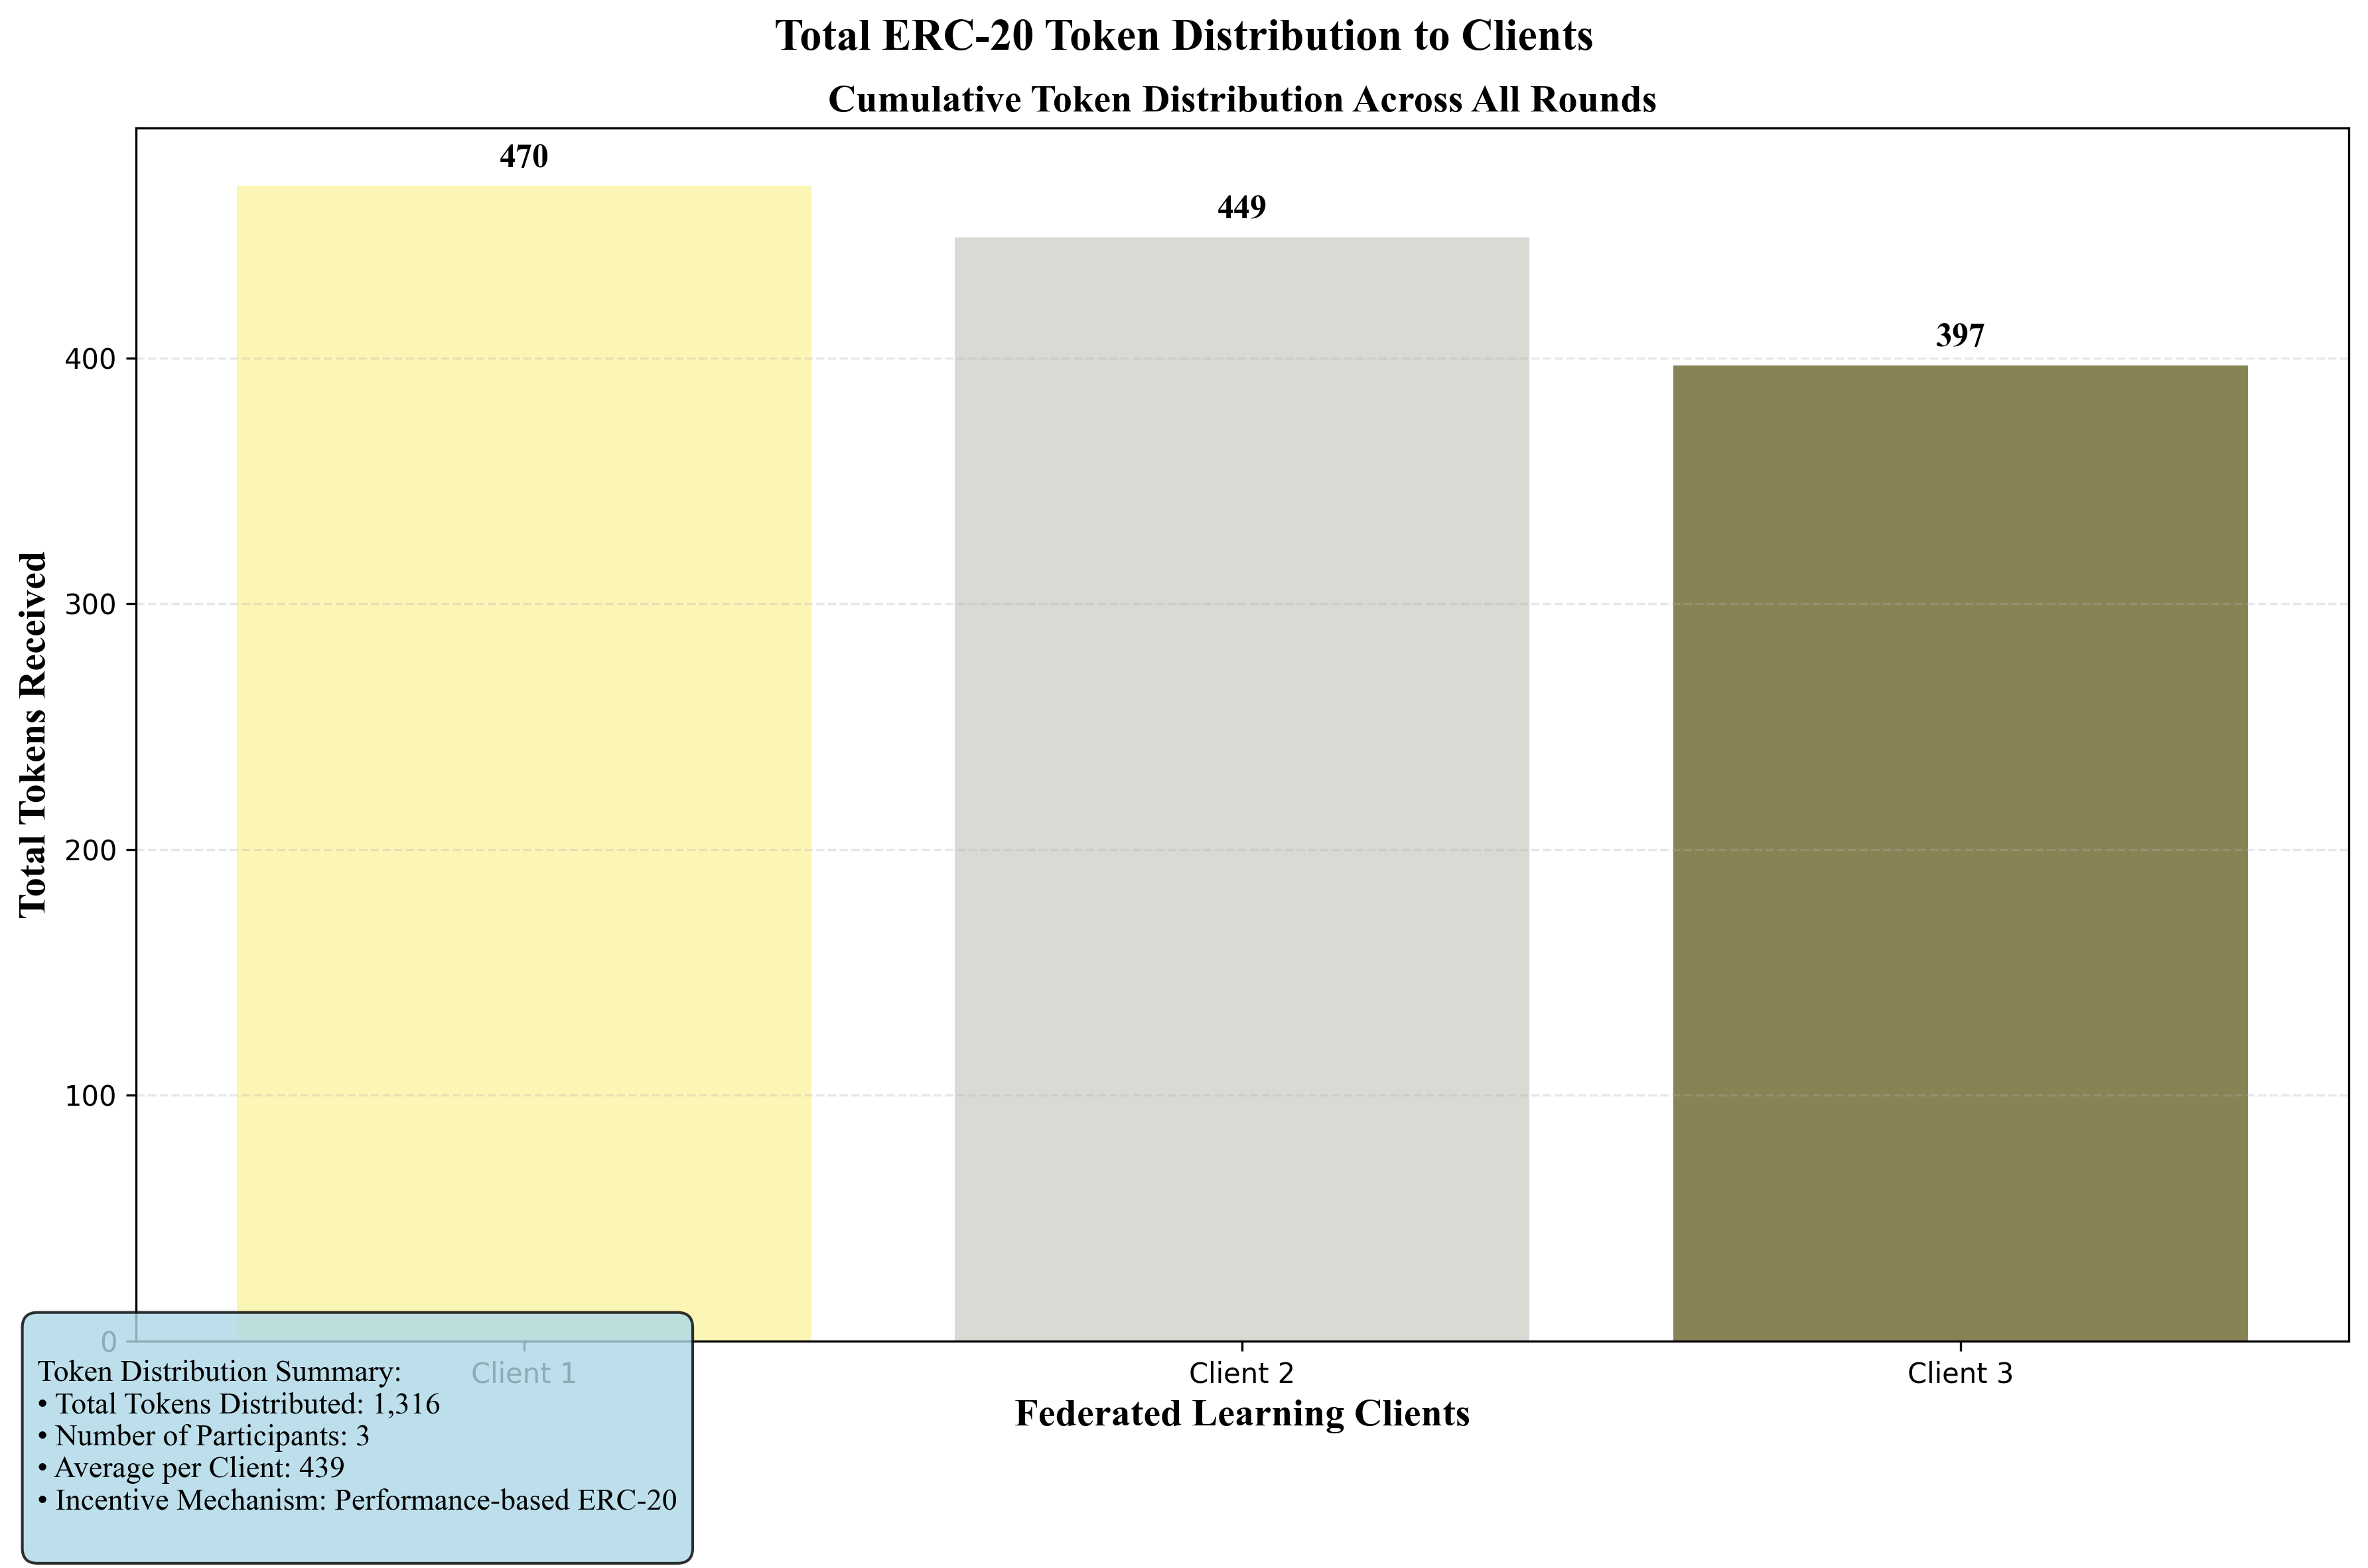 Total ERC-20 Token Distribution to Clients
Cumulative Token Distribution Across All Rounds
Total Tokens Received
470
449
397
400
300
200
100
0
Client 1
Client 2
Client 3
Federated Learning Clients
Token Distribution Summary:
• Total Tokens Distributed: 1,316
• Number of Participants: 3
• Average per Client: 439
• Incentive Mechanism: Performance-based ERC-20